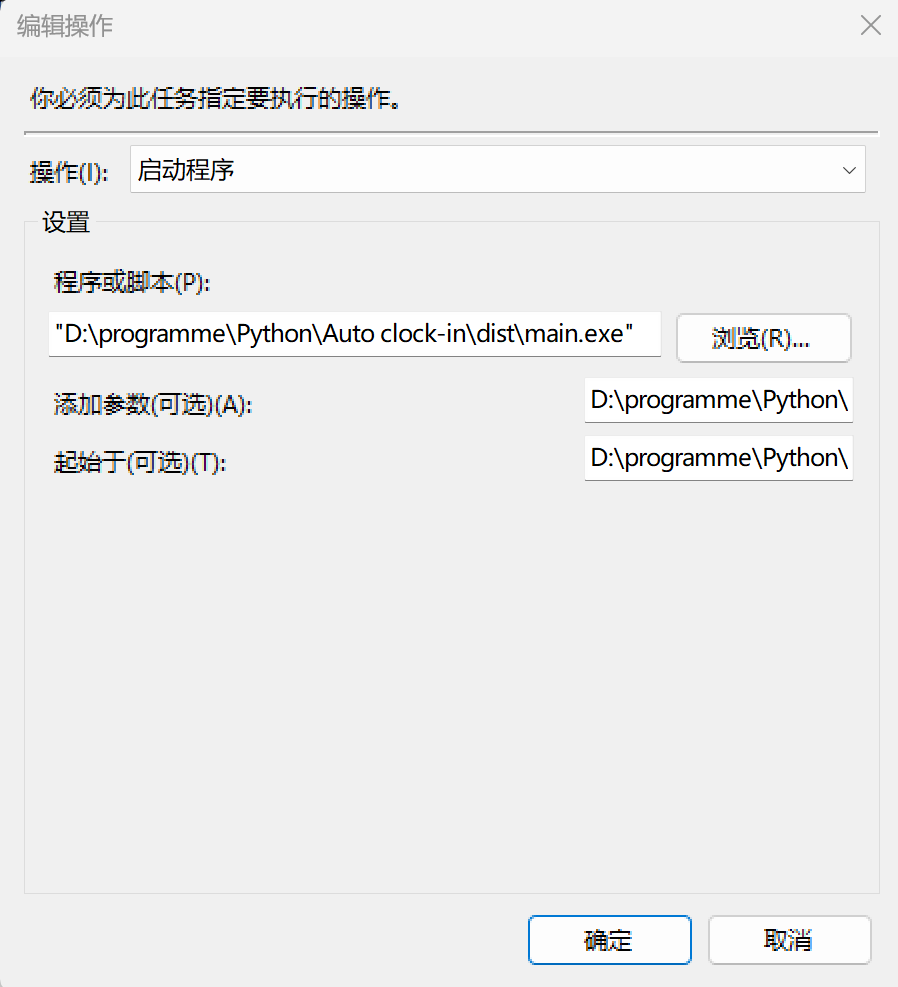 编辑操作
你必须为此任务指定要执行的操作。
操作(I):
启动程序
设置
程序或脚本(P):
"D:\programme\Python\Auto clock-in\dist\main.exe"
浏览(R)...
添加参数(可选)(A):
D:\programme\Python\
起始于(可选)(T):
D:\programme\Python\
确定
取消